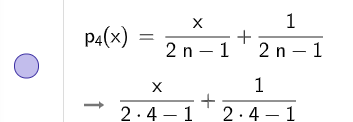 p₄(x) = x/(2 n − 1) + 1/(2 n − 1)
→ x/(2 · 4 − 1) + 1/(2 · 4 − 1)